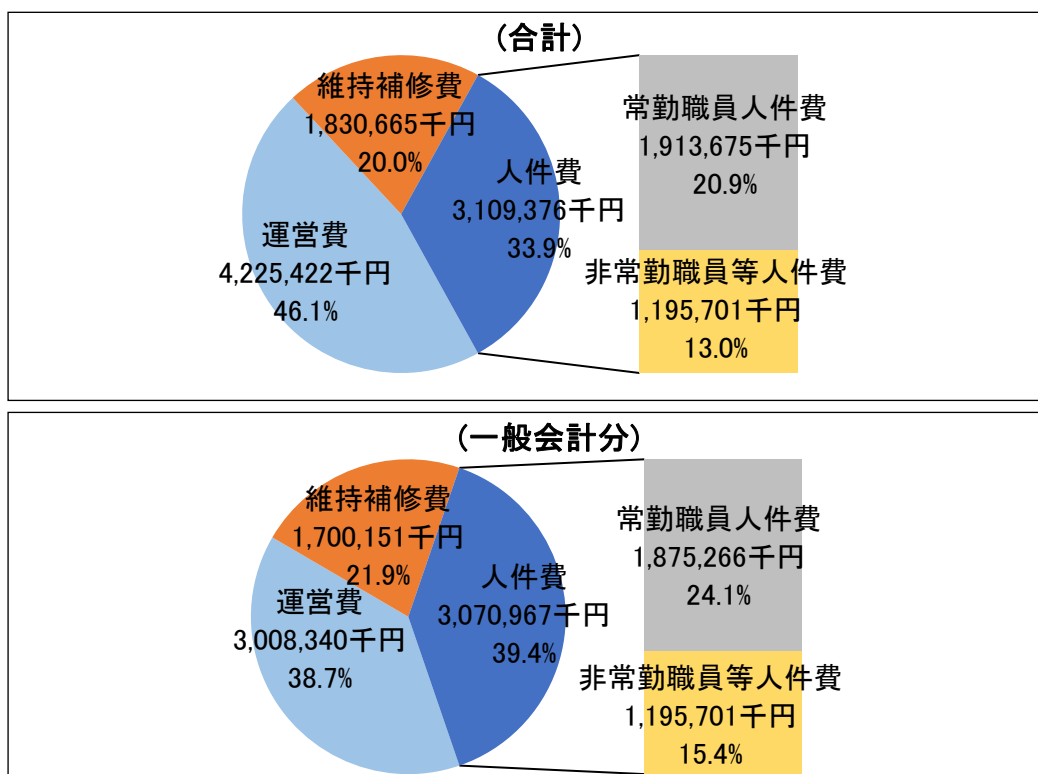 (合計)
維持補修費
1,830,665千円
20.0%
人件費
3,109,376千円
33.9%
運営費
4,225,422千円
46.1%
常勤職員人件費
1,913,675千円
20.9%
非常勤職員等人件費
1,195,701千円
13.0%
(一般会計分)
維持補修費
1,700,151千円
21.9%
人件費
3,070,967千円
39.4%
運営費
3,008,340千円
38.7%
常勤職員人件費
1,875,266千円
24.1%
非常勤職員等人件費
1,195,701千円
15.4%